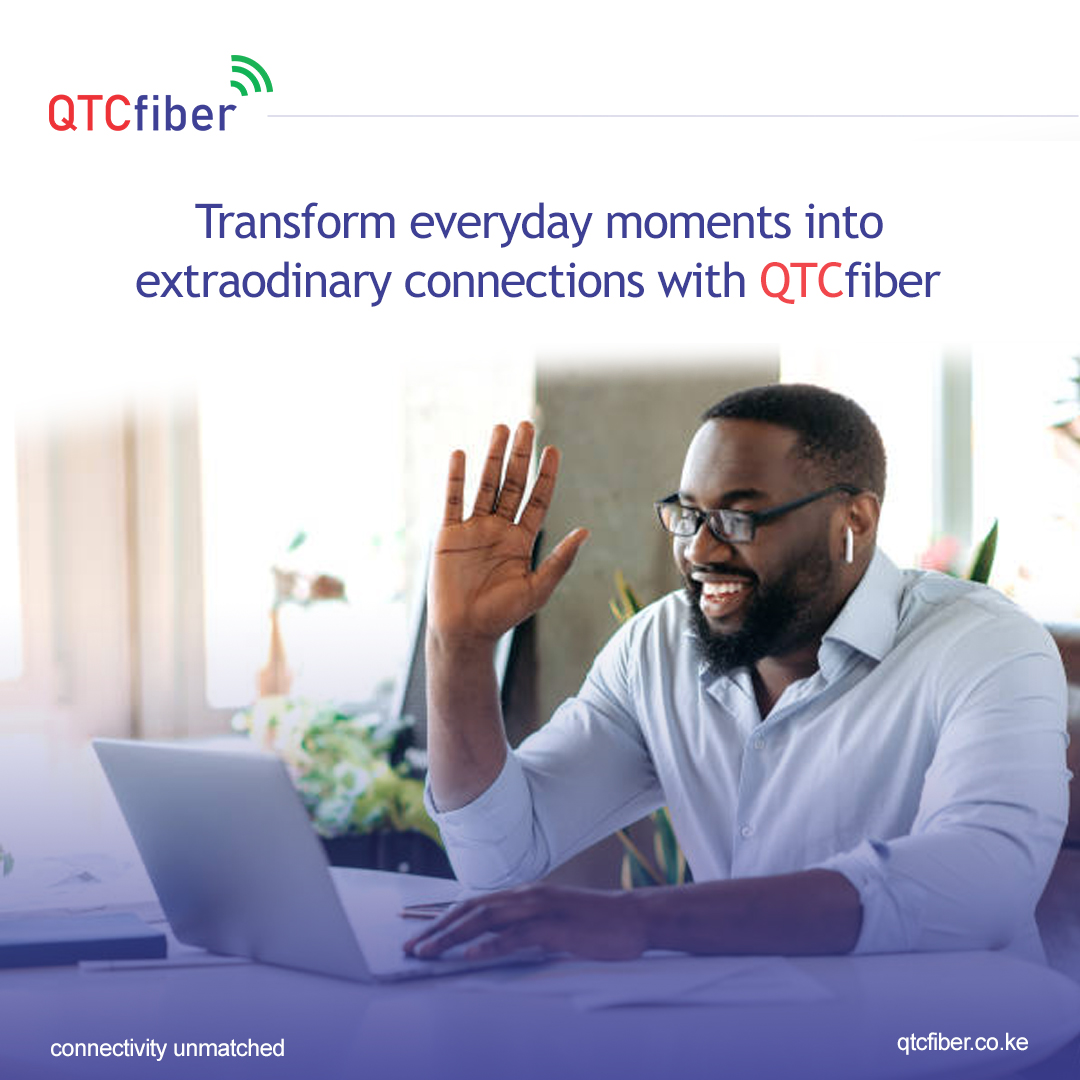 QTCfiber
Transform everyday moments into
extraodinary connections with QTCfiber
connectivity unmatched
qtcfiber.co.ke